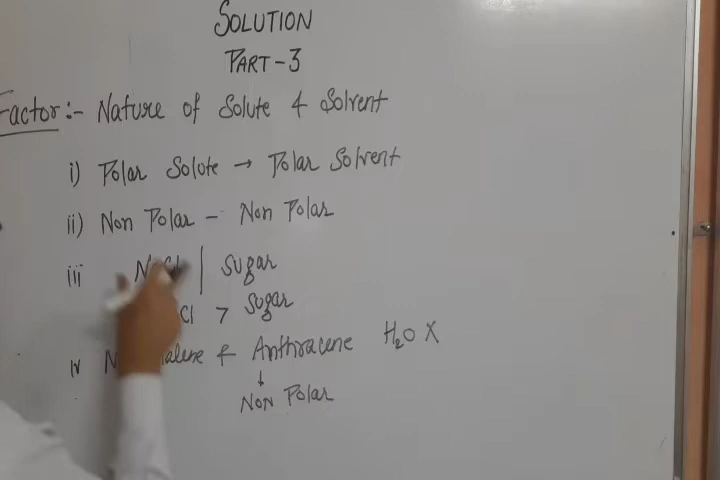 SOLUTION
PART-3
Factor:- Nature of Solute & Solvent
i) Polar Solute → Polar Solvent
ii) Non Polar - Non Polar
iii | Sugar
Cl > Sugar
iv & Anthracene H₂O X
↓
NON Polar